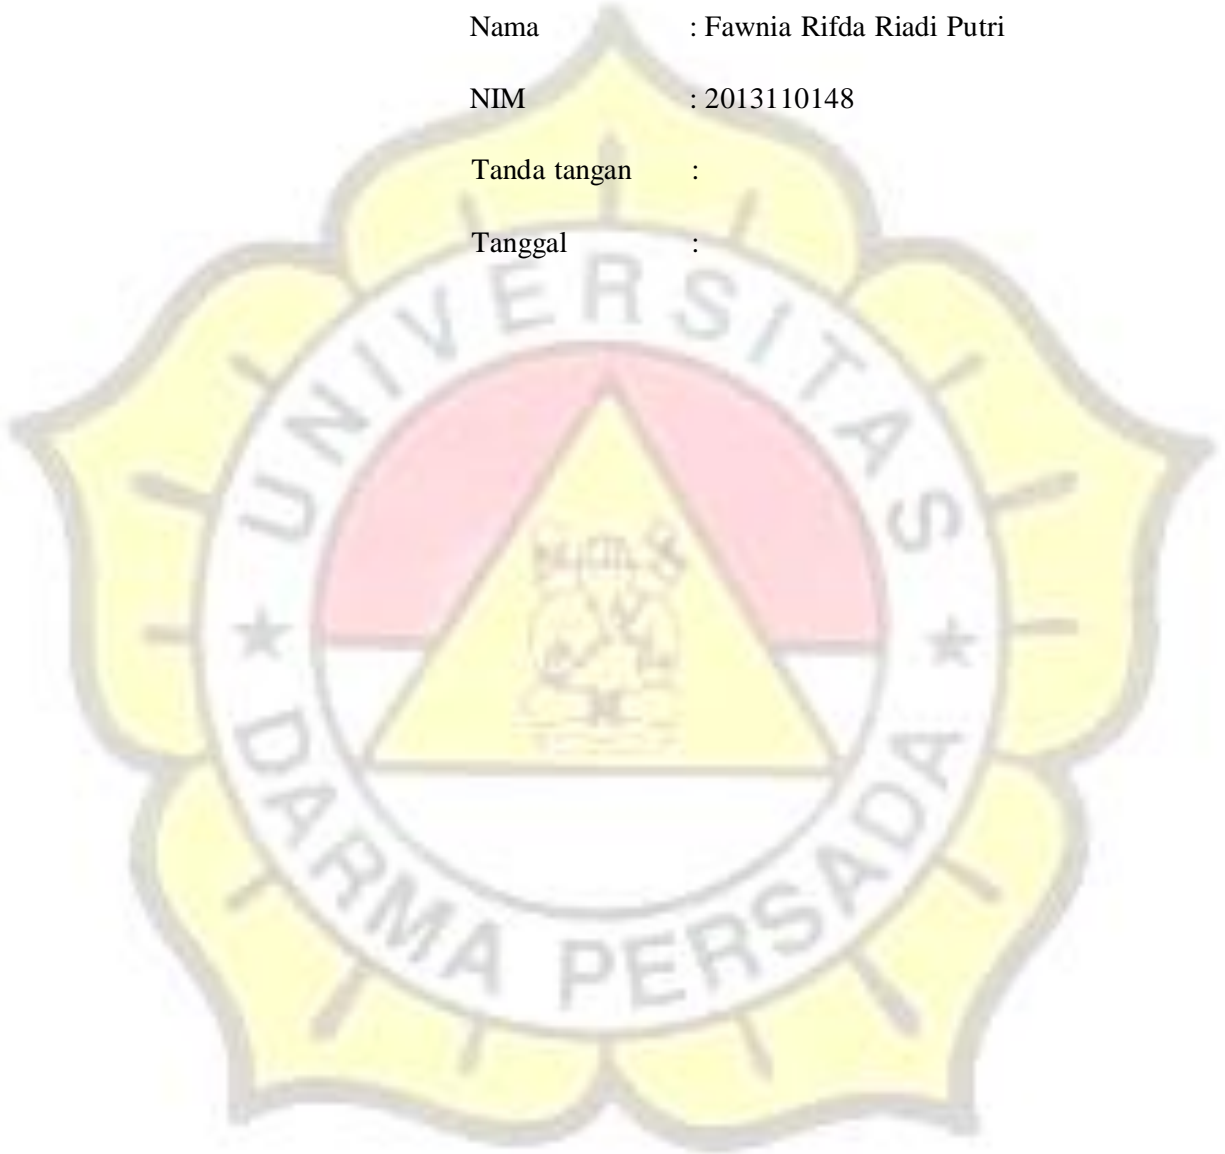 Nama : Fawnia Rifda Riadi Putri
NIM : 2013110148
Tanda tangan :
Tanggal :
UNIVERSITAS
DARMA PERSADA